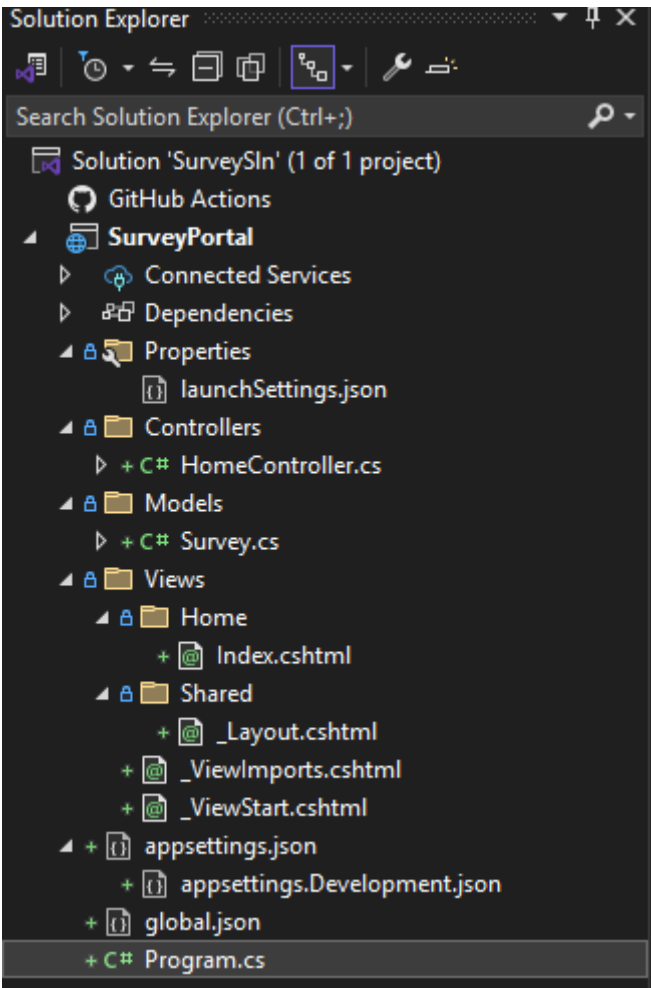 Solution Explorer
Search Solution Explorer (Ctrl+;)
Solution 'SurveySln' (1 of 1 project)
GitHub Actions
SurveyPortal
Connected Services
Dependencies
Properties
launchSettings.json
Controllers
+ C# HomeController.cs
Models
+ C# Survey.cs
Views
Home
+ @ Index.cshtml
Shared
+ @ _Layout.cshtml
+ @ _ViewImports.cshtml
+ @ _ViewStart.cshtml
+ {} appsettings.json
+ {} appsettings.Development.json
+ {} global.json
+ C# Program.cs